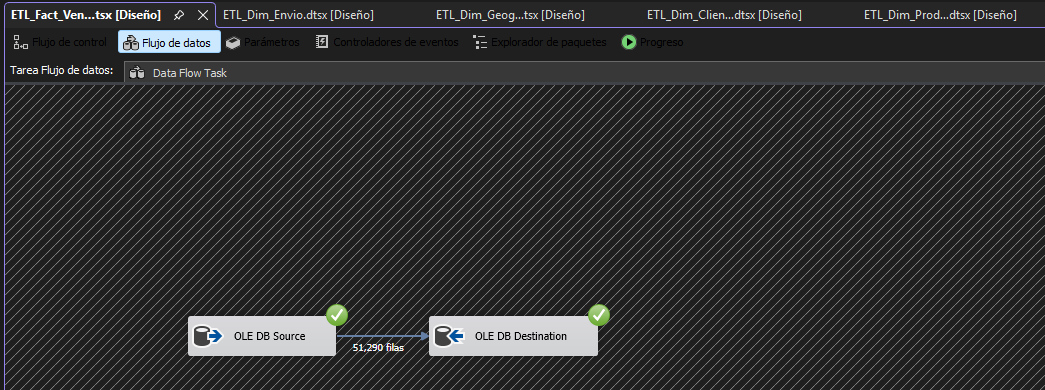 ETL_Fact_Ven...tsx [Diseño] ETL_Dim_Envio.dtsx [Diseño] ETL_Dim_Geog...tsx [Diseño] ETL_Dim_Clien...dtsx [Diseño] ETL_Dim_Prod...dtsx [Diseño]
Flujo de control Flujo de datos Parámetros Controladores de eventos Explorador de paquetes Progreso
Tarea Flujo de datos: Data Flow Task
OLE DB Source OLE DB Destination
51,290 filas